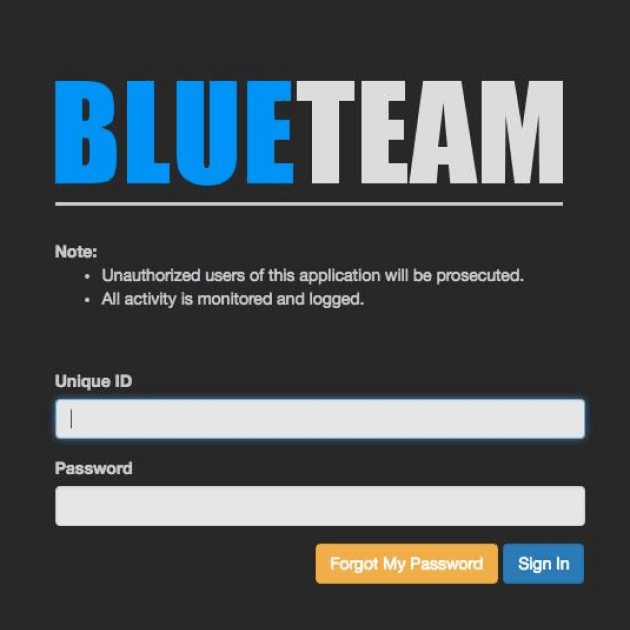 BLUETEAM
Note:
• Unauthorized users of this application will be prosecuted.
• All activity is monitored and logged.
Unique ID
Password
Forgot My Password Sign In